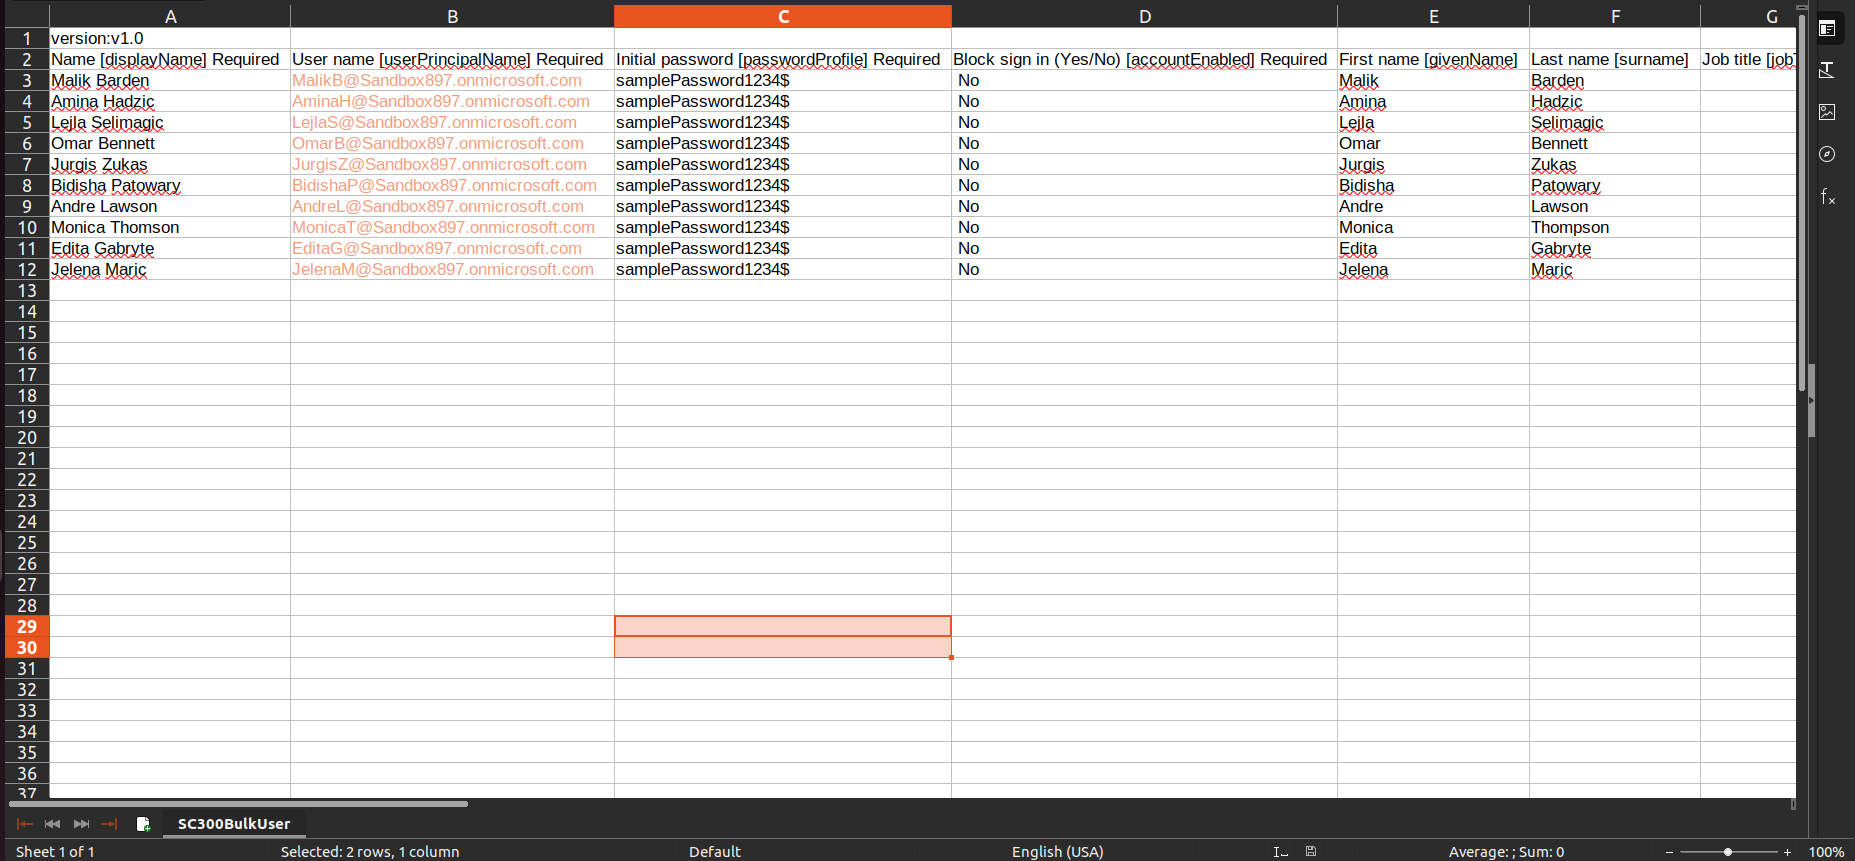 A B C D E F G
1 version:v1.0
2 Name [displayName] Required User name [userPrincipalName] Required Initial password [passwordProfile] Required Block sign in (Yes/No) [accountEnabled] Required First name [givenName] Last name [surname] Job title [job
3 Malik Barden MalikB@Sandbox897.onmicrosoft.com samplePassword1234$ No Malik Barden
4 Amina Hadzic AminaH@Sandbox897.onmicrosoft.com samplePassword1234$ No Amina Hadzic
5 Lejla Selimagic LejlaS@Sandbox897.onmicrosoft.com samplePassword1234$ No Lejla Selimagic
6 Omar Bennett OmarB@Sandbox897.onmicrosoft.com samplePassword1234$ No Omar Bennett
7 Jurgis Zukas JurgisZ@Sandbox897.onmicrosoft.com samplePassword1234$ No Jurgis Zukas
8 Bidisha Patowary BidishaP@Sandbox897.onmicrosoft.com samplePassword1234$ No Bidisha Patowary
9 Andre Lawson AndreL@Sandbox897.onmicrosoft.com samplePassword1234$ No Andre Lawson
10 Monica Thomson MonicaT@Sandbox897.onmicrosoft.com samplePassword1234$ No Monica Thompson
11 Edita Gabryte EditaG@Sandbox897.onmicrosoft.com samplePassword1234$ No Edita Gabryte
12 Jelena Maric JelenaM@Sandbox897.onmicrosoft.com samplePassword1234$ No Jelena Maric
13
14
15
16
17
18
19
20
21
22
23
24
25
26
27
28
29
30
31
32
33
34
35
36
37
SC300BulkUser
Sheet 1 of 1 Selected: 2 rows, 1 column Default English (USA) Average: ; Sum: 0 100%